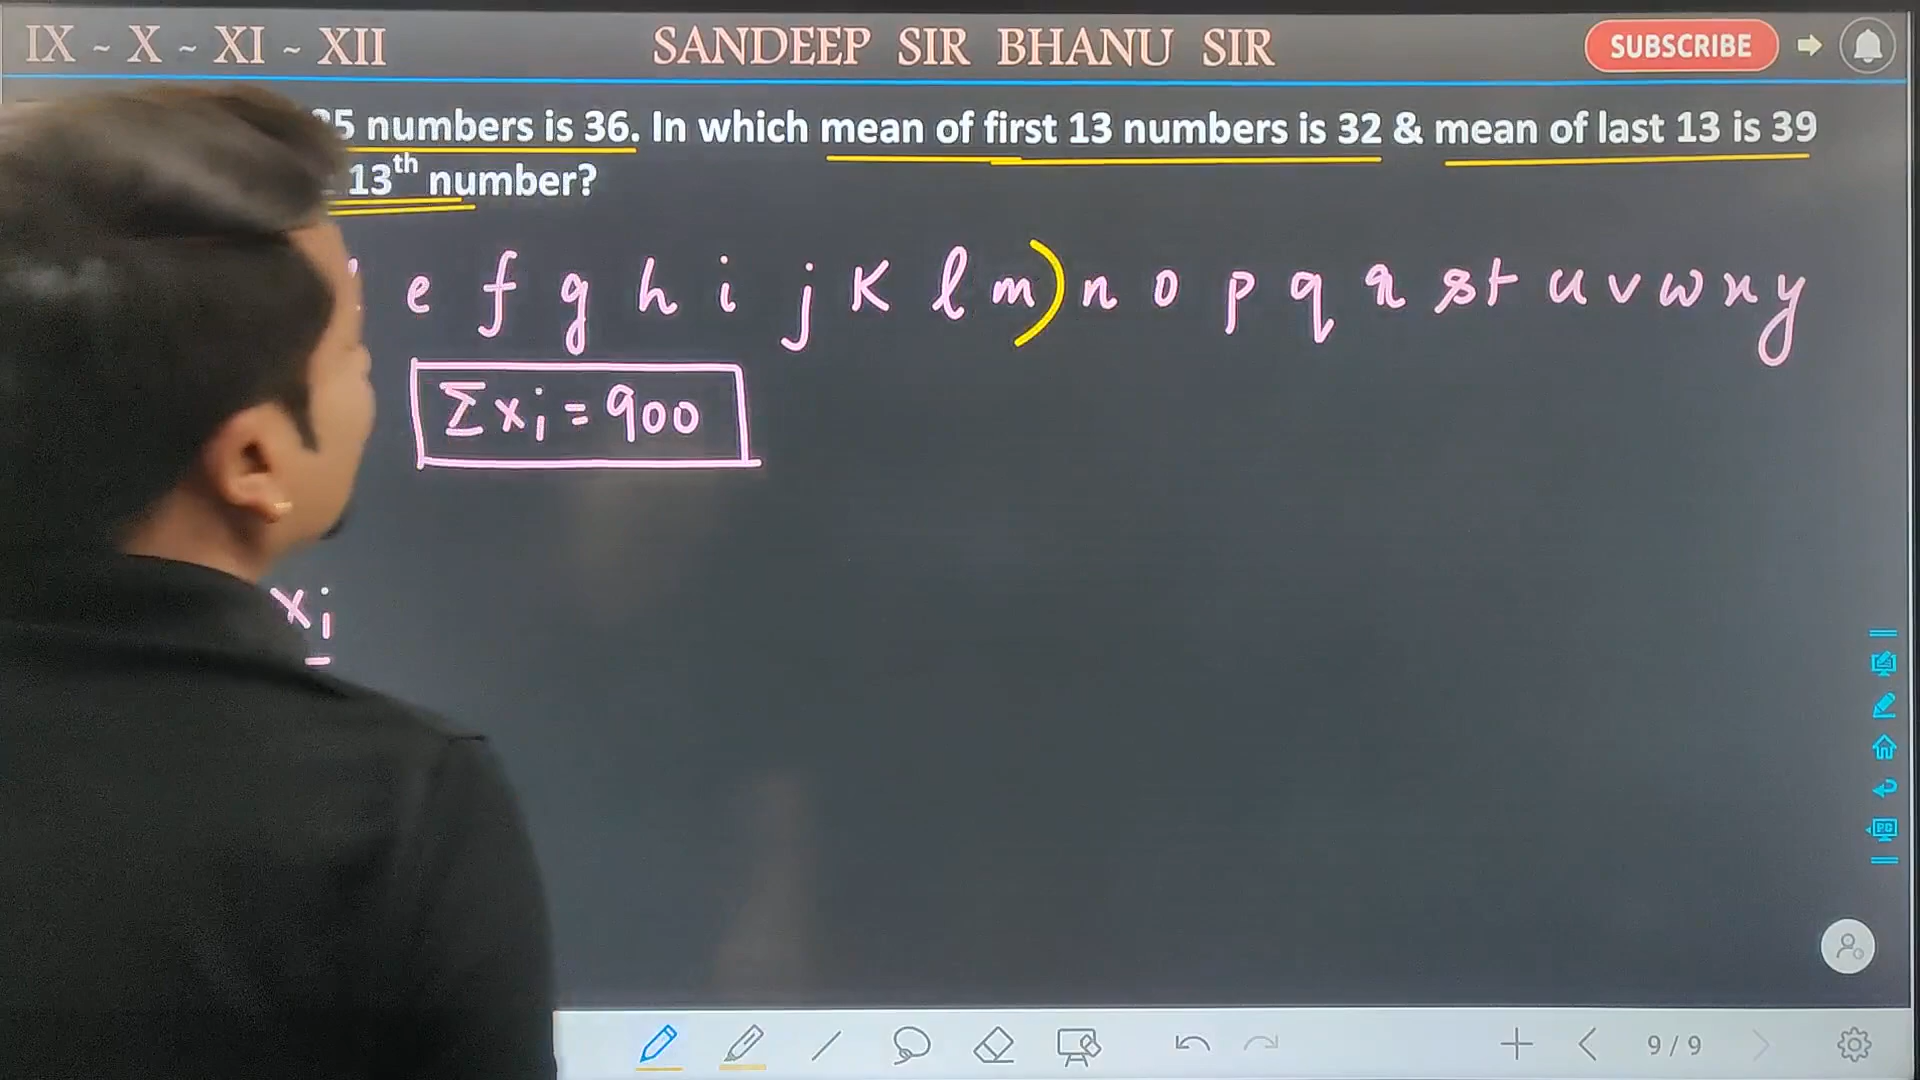 IX ~ X ~ XI ~ XII SANDEEP SIR BHANU SIR SUBSCRIBE
numbers is 36. In which mean of first 13 numbers is 32 & mean of last 13 is 39
13th number?
e f g h i j K l m) n o p q r s t u v w x y
Σxi = 900
xi
PG
9 / 9